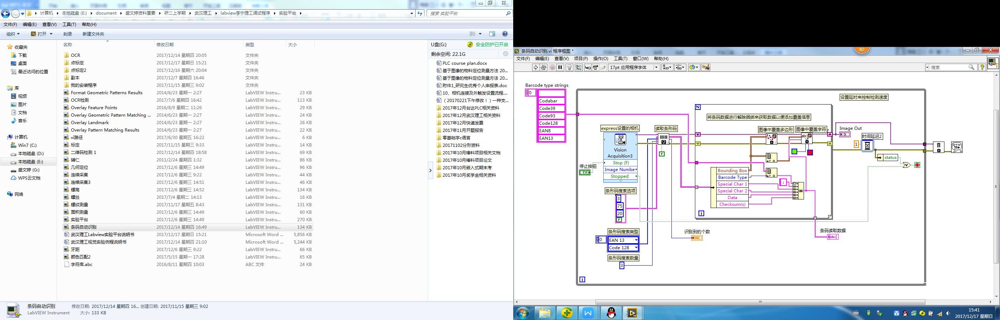 计算机 ▸ 本地磁盘 (E:) ▸ document ▸ 盛文婷资料重要 ▸ 研二上学期 ▸ 武汉理工 ▸ labview李宁理工调试程序 ▸ 实验平台 ▸
搜索 实验平台
文件(F) 编辑(E) 查看(V) 工具(T) 帮助(H)
组织 打开 刻录 新建文件夹
收藏夹
下载
桌面
最近访问的位置
库
视频
图片
文档
音乐
计算机
Win7 (C:)
本地磁盘 (D:)
本地磁盘 (E:)
盛文婷 (G:)
WPS云文档
网络
名称 修改日期 类型 大小
OCR 2017/12/14 星期四 20:05 文件夹
点标定 2017/12/17 星期日 15:21 文件夹
点标定2 2017/12/16 星期六 20:04 文件夹
副本 2017/12/7 星期四 16:46 文件夹
我的安装程序 2017/11/15 星期三 9:02 文件夹
Format Geometric Patterns Results 2014/6/23 星期一 2:27 LabVIEW Instru... 23 KB
OCR检测 2017/7/6 星期四 16:42 LabVIEW Instru... 113 KB
Overlay Feature Points 2016/8/9 星期二 11:26 LabVIEW Instru... 29 KB
Overlay Geometric Pattern Matching ... 2014/6/23 星期一 2:27 LabVIEW Instru... 24 KB
Overlay Landmark 2014/6/23 星期一 2:27 LabVIEW Instru... 26 KB
Overlay Pattern Matching Results 2014/6/23 星期一 2:27 LabVIEW Instru... 22 KB
vi路径 2017/6/30 星期五 16:22 LabVIEW Instru... 6 KB
标定 2017/11/15 星期三 9:33 LabVIEW Instru... 14 KB
二维码检测 1 2017/12/14 星期四 18:58 LabVIEW Instru... 69 KB
辅仁 2011/2/24 星期四 1:32 LabVIEW Instru... 86 KB
几何定位 2017/12/6 星期三 14:49 LabVIEW Instru... 96 KB
连续采集 2017/12/6 星期三 9:22 LabVIEW Instru... 44 KB
连续采集3 2017/12/6 星期三 14:51 LabVIEW Instru... 46 KB
螺高 2017/12/6 星期三 14:52 LabVIEW Instru... 134 KB
螺丝 2017/7/4 星期二 14:13 LabVIEW Instru... 16 KB
螺纹测量 2017/11/17 星期五 8:43 LabVIEW Instru... 131 KB
面积测量 2017/12/6 星期三 14:49 LabVIEW Instru... 60 KB
实验平台 2017/12/6 星期三 14:49 LabVIEW Instru... 270 KB
条码自动识别 2017/12/14 星期四 16:49 LabVIEW Instru... 134 KB
武汉理工Labview实验平台说明书 2017/12/17 星期日 15:21 Microsoft Word ... 5,856 KB
武汉理工视觉实验例程说明书 2017/12/14 星期四 21:10 Microsoft Word ... 5,244 KB
牙距 2017/12/6 星期三 9:22 LabVIEW Instru... 66 KB
颜色匹配2 2017/5/15 星期一 17:28 LabVIEW Instru... 65 KB
字符库.abc 2016/8/11 星期四 10:03 ABC 文件 24 KB
U盘(G:) 安全防护已开启
剩余空间: 22.1G
PLC course plan.docx
基于图像的物料定位测量方法 20...
基于图像的物料定位测量方法 20...
附件1_研究生优秀个人申报表.doc
10、相机连接及外触发设置流程....
（20170221下午修改！）一种支...
2017年12月台达PLC相关资料
2017年12月武汉理工相关资料
2017年12月快递发票
2017年11月开题报告
零基础学c语言
20171102分形资料
2017年10月棒料项目相关文档
2017年10月棒料项目论文
2017年10月嵌入式期末考
2017年10月奖学金相关资料
条码自动识别 修改日期: 2017/12/14 星期四 16... 创建日期: 2017/11/15 星期三 9:02
LabVIEW Instrument 大小: 133 KB
条码自动识别.vi 程序框图 *
82
文件(F) 编辑(E) 查看(V) 项目(P) 操作(O) 工具(T) 窗口(W) 帮助(H)
17pt 应用程序字体
搜索
Barcode type strings
0
Codabar
Code39
Code93
Code128
EAN8
EAN13
设置延时来控制检测速度
N
将条码数据进行解除捆绑来获取数据以便添加覆盖信息
express设置的相机
读取条形码
图像中覆盖多边形
图像中覆盖字符
Image Out
时间延迟2
1
Vision
Acquisition3
Stop (F)
Image Numbe
Stopped
停止按钮
TF
F
status
Bounding Box
Barcode Type
Special Char 1
Special Char 2
Data
Checksum(s)
:
i
条形码搜索选项
3
75
20
F
条形码搜索类型
0
EAN 13
Code 128
条形码搜索数量
3
识别到的个数
DBL
条码读取数据
abc
i
15:41
2017/12/17 星期日